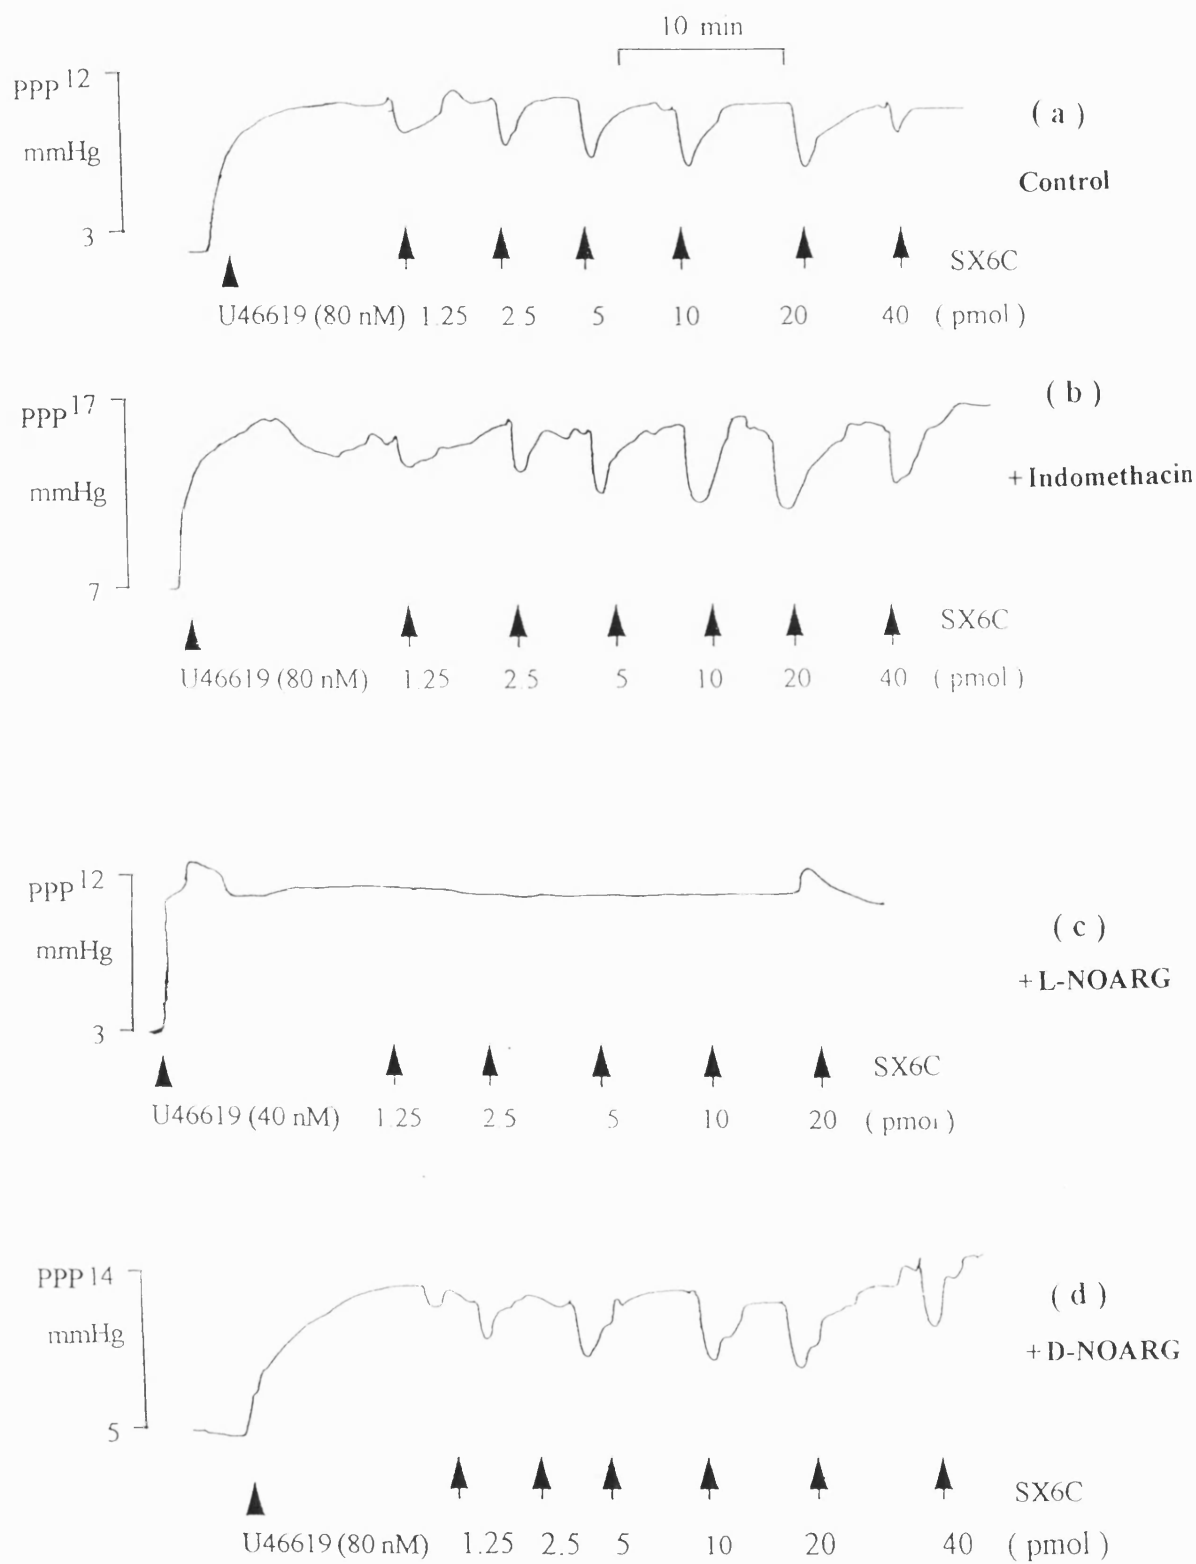 10 min
PPP 12
mmHg
3
( a )
Control
SX6C
U46619 (80 nM) 1.25 2.5 5 10 20 40 ( pmol )
PPP 17
mmHg
7
( b )
+ Indomethacin
SX6C
U46619 (80 nM) 1.25 2.5 5 10 20 40 ( pmol )
PPP 12
mmHg
3
( c )
+ L-NOARG
SX6C
U46619 (40 nM) 1.25 2.5 5 10 20 ( pmol )
PPP 14
mmHg
5
( d )
+ D-NOARG
SX6C
U46619 (80 nM) 1.25 2.5 5 10 20 40 ( pmol )